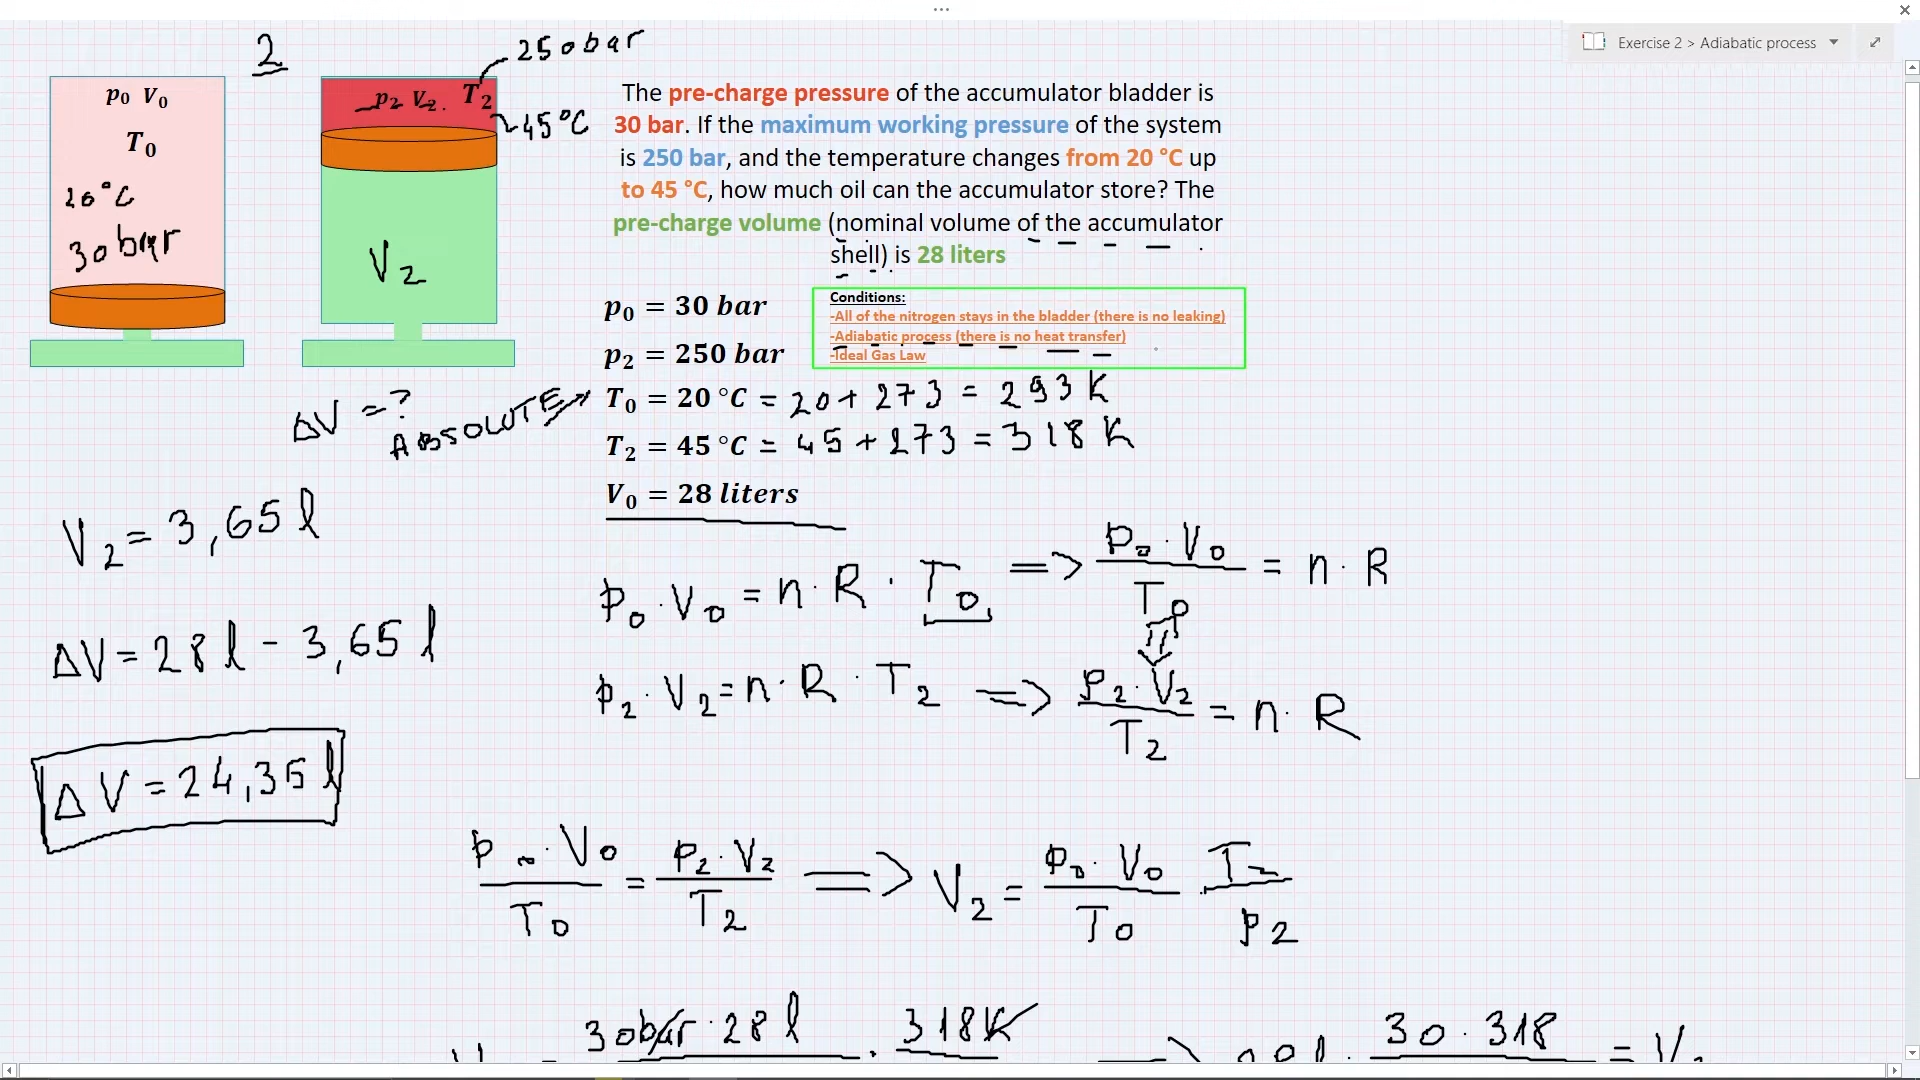 Exercise 2 > Adiabatic process
2
p₀ V₀
T₀
20°C
30 bar
250 bar
p₂ V₂ T₂
45°C
V₂
The pre-charge pressure of the accumulator bladder is
30 bar. If the maximum working pressure of the system
is 250 bar, and the temperature changes from 20 °C up
to 45 °C, how much oil can the accumulator store? The
pre-charge volume (nominal volume of the accumulator
shell) is 28 liters
Conditions:
-All of the nitrogen stays in the bladder (there is no leaking)
-Adiabatic process (there is no heat transfer)
-Ideal Gas Law
p₀ = 30 bar
p₂ = 250 bar
T₀ = 20 °C = 20 + 273 = 293 K
T₂ = 45 °C = 45 + 273 = 318 K
V₀ = 28 liters
ΔV = ?
ABSOLUTE
V₂ = 3,65 l
ΔV = 28 l - 3,65 l
ΔV = 24,35 l
p₀ · V₀ = n · R · T₀ => p₀ · V₀ / T₀ = n · R
p₂ · V₂ = n · R · T₂ => p₂ · V₂ / T₂ = n · R
p₀ · V₀ / T₀ = p₂ · V₂ / T₂ => V₂ = p₀ · V₀ / T₀ · T₂ / p₂
30 bar · 28 l · 318 K => 30 · 318 =